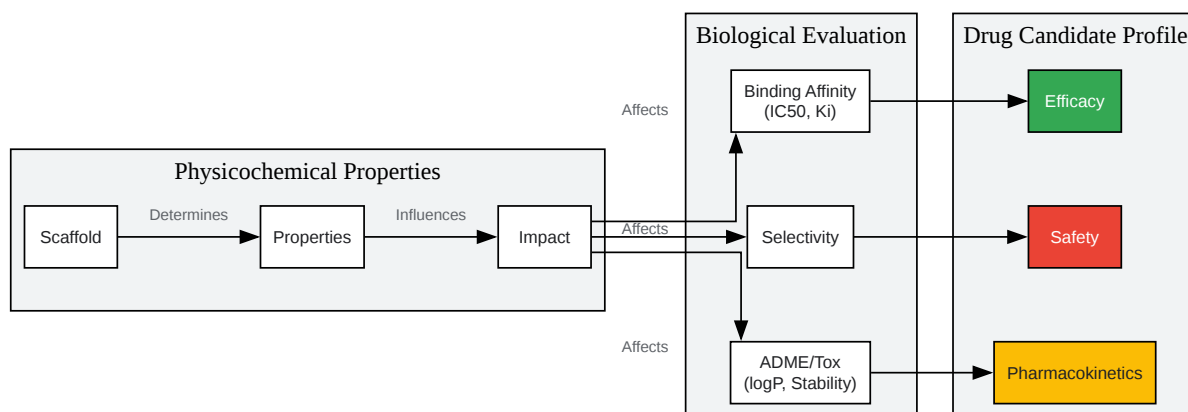 Physicochemical Properties
Scaffold
Determines
Properties
Influences
Impact
Affects
Affects
Affects
Biological Evaluation
Binding Affinity
(IC50, Ki)
Selectivity
ADME/Tox
(logP, Stability)
Drug Candidate Profile
Efficacy
Safety
Pharmacokinetics